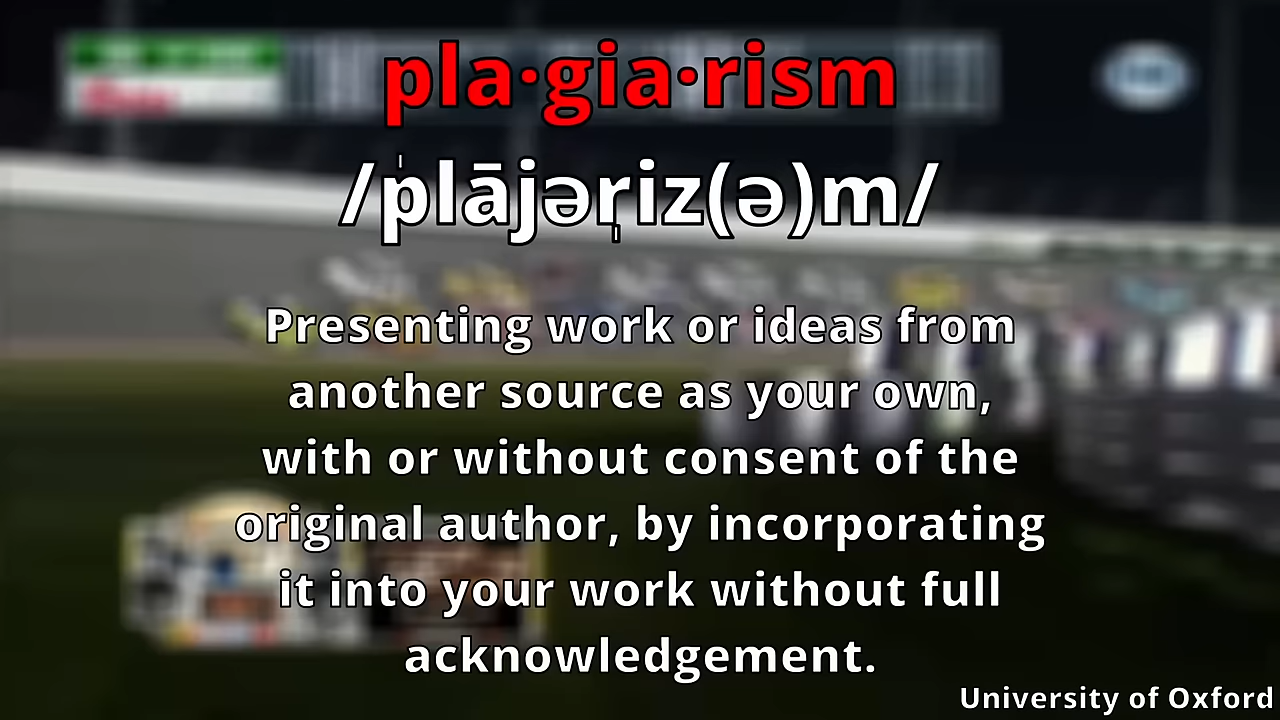 pla·gia·rism
/ˈplājəˌriz(ə)m/
Presenting work or ideas from
another source as your own,
with or without consent of the
original author, by incorporating
it into your work without full
acknowledgement.
University of Oxford